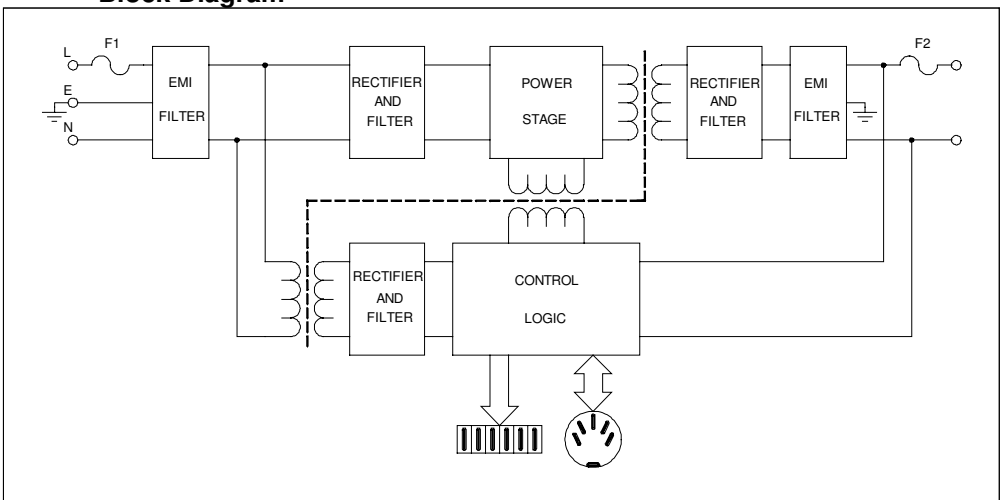 Block Diagram
L
F1
E
N
EMI
FILTER
RECTIFIER
AND
FILTER
POWER
STAGE
RECTIFIER
AND
FILTER
EMI
FILTER
F2
RECTIFIER
AND
FILTER
CONTROL
LOGIC